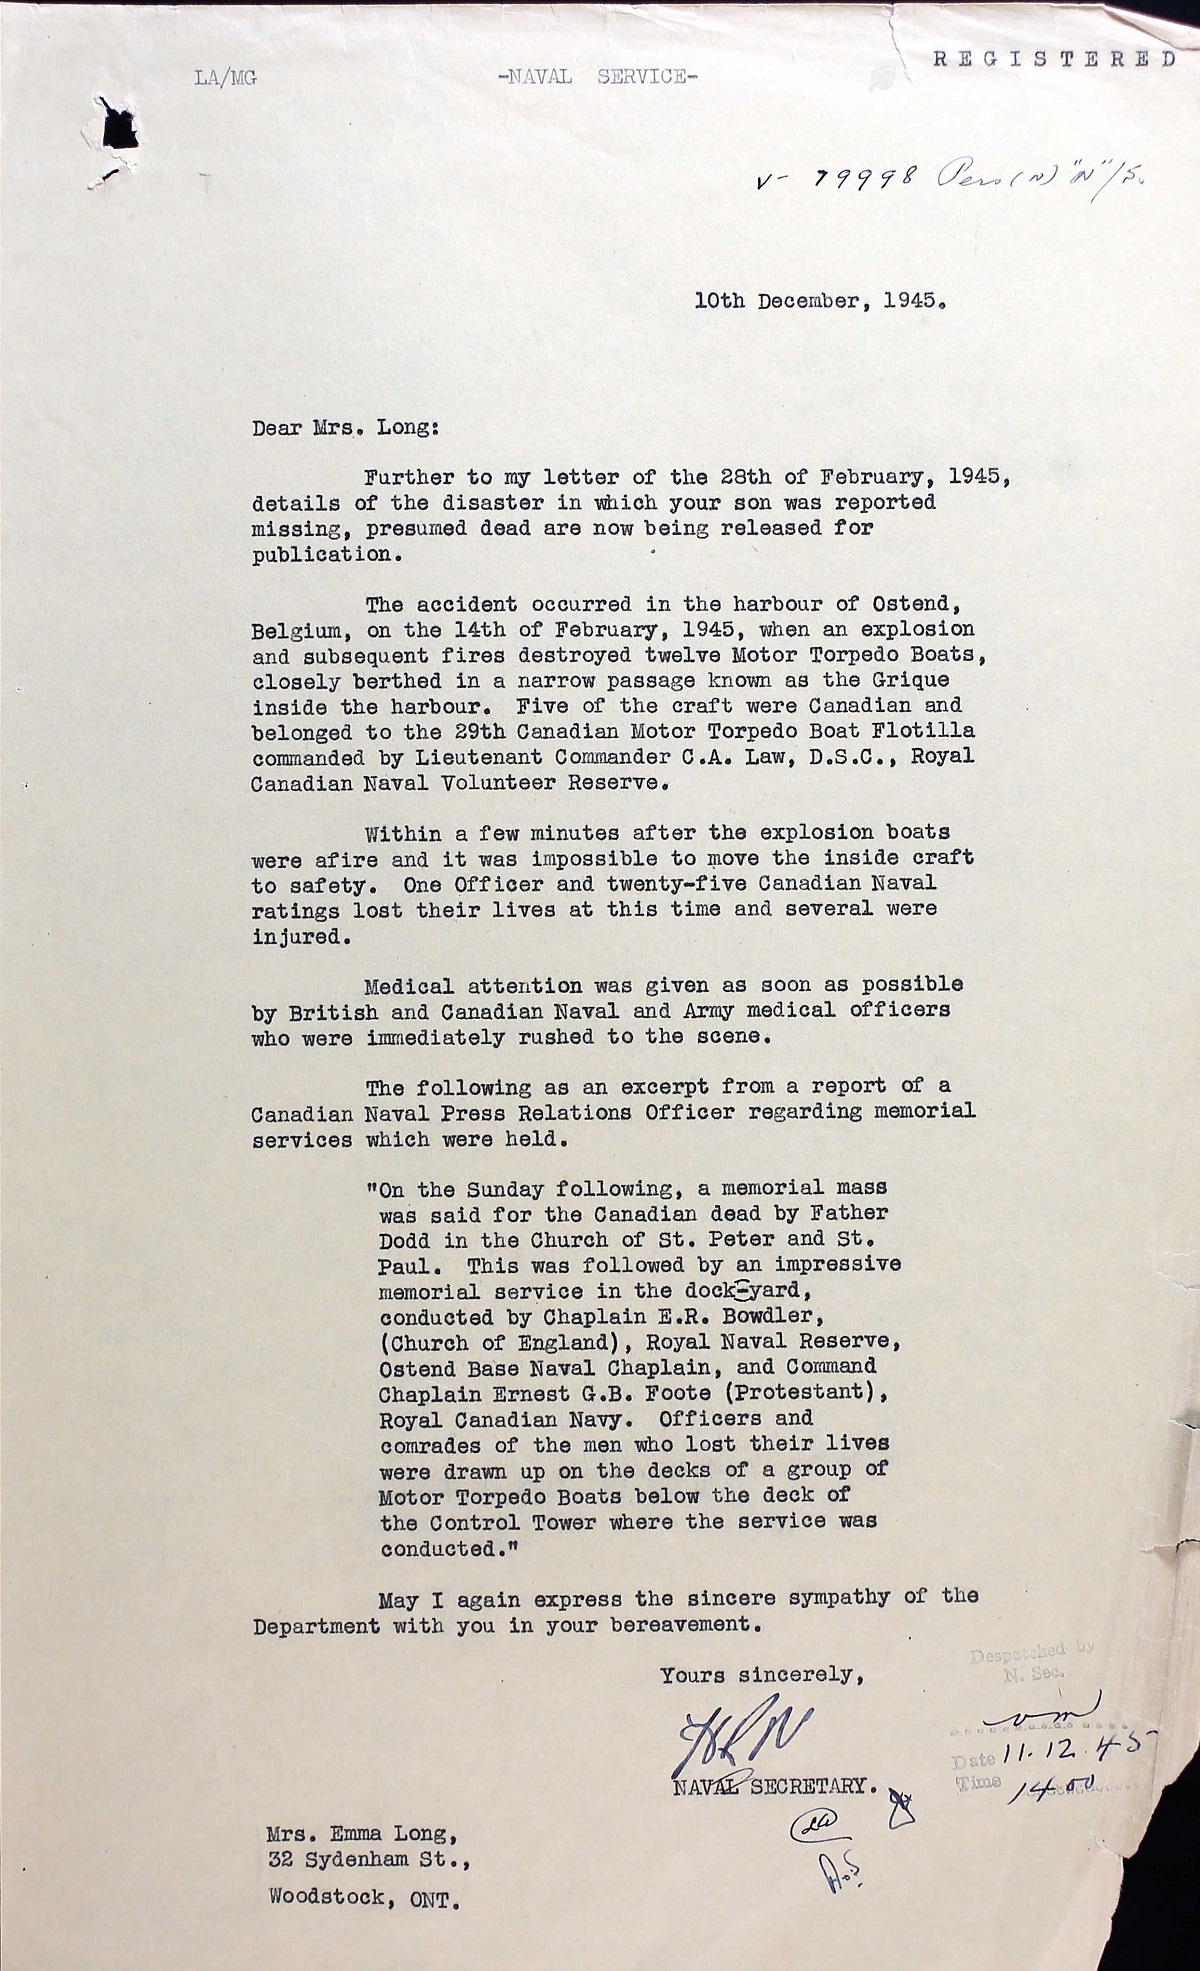 REGISTERED
LA/MG -NAVAL SERVICE-
v- 79998 Pers(N) "N"/S.
10th December, 1945.
Dear Mrs. Long:
Further to my letter of the 28th of February, 1945,
details of the disaster in which your son was reported
missing, presumed dead are now being released for
publication.
The accident occurred in the harbour of Ostend,
Belgium, on the 14th of February, 1945, when an explosion
and subsequent fires destroyed twelve Motor Torpedo Boats,
closely berthed in a narrow passage known as the Grique
inside the harbour. Five of the craft were Canadian and
belonged to the 29th Canadian Motor Torpedo Boat Flotilla
commanded by Lieutenant Commander C.A. Law, D.S.C., Royal
Canadian Naval Volunteer Reserve.
Within a few minutes after the explosion boats
were afire and it was impossible to move the inside craft
to safety. One Officer and twenty-five Canadian Naval
ratings lost their lives at this time and several were
injured.
Medical attention was given as soon as possible
by British and Canadian Naval and Army medical officers
who were immediately rushed to the scene.
The following as an excerpt from a report of a
Canadian Naval Press Relations Officer regarding memorial
services which were held.
"On the Sunday following, a memorial mass
was said for the Canadian dead by Father
Dodd in the Church of St. Peter and St.
Paul. This was followed by an impressive
memorial service in the dock-yard,
conducted by Chaplain E.R. Bowdler,
(Church of England), Royal Naval Reserve,
Ostend Base Naval Chaplain, and Command
Chaplain Ernest G.B. Foote (Protestant),
Royal Canadian Navy. Officers and
comrades of the men who lost their lives
were drawn up on the decks of a group of
Motor Torpedo Boats below the deck of
the Control Tower where the service was
conducted."
May I again express the sincere sympathy of the
Department with you in your bereavement.
Yours sincerely,
NAVAL SECRETARY.
Despatched by
N. Sec.
Date 11.12.45
Time 1400
Mrs. Emma Long,
32 Sydenham St.,
Woodstock, ONT.